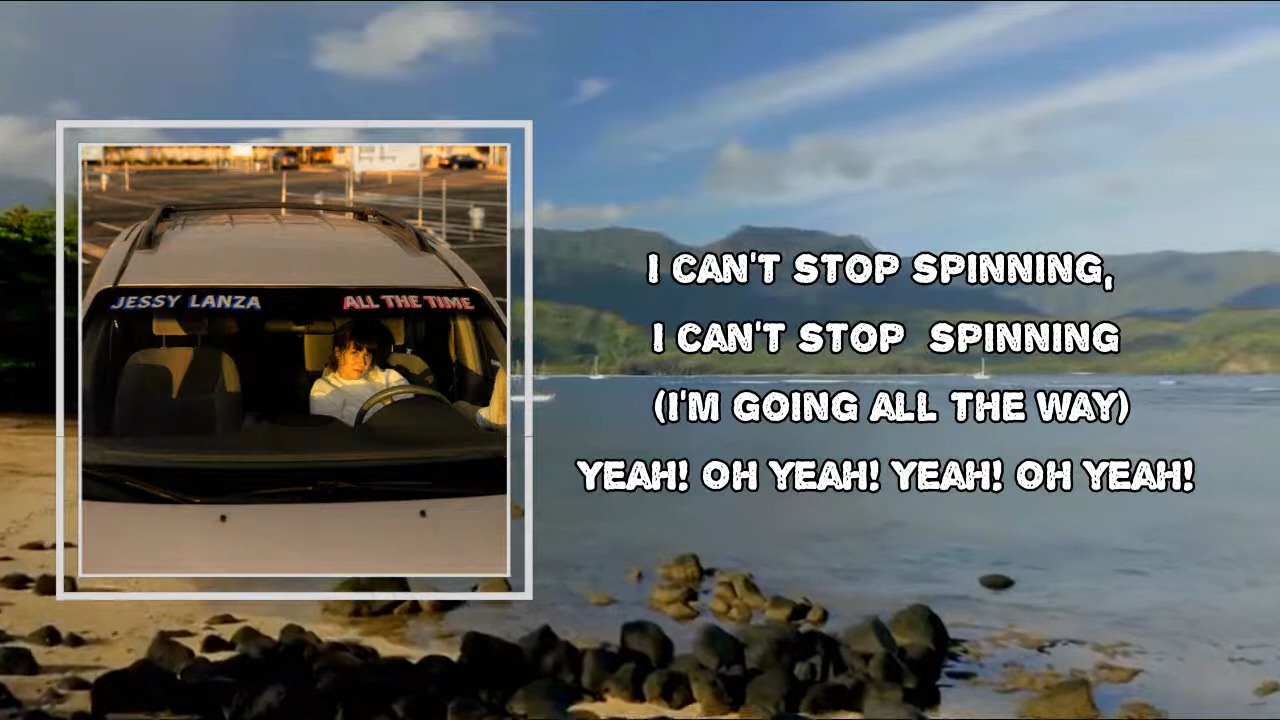 JESSY LANZA ALL THE TIME
I CAN'T STOP SPINNING,
I CAN'T STOP SPINNING
(I'M GOING ALL THE WAY)
YEAH! OH YEAH! YEAH! OH YEAH!